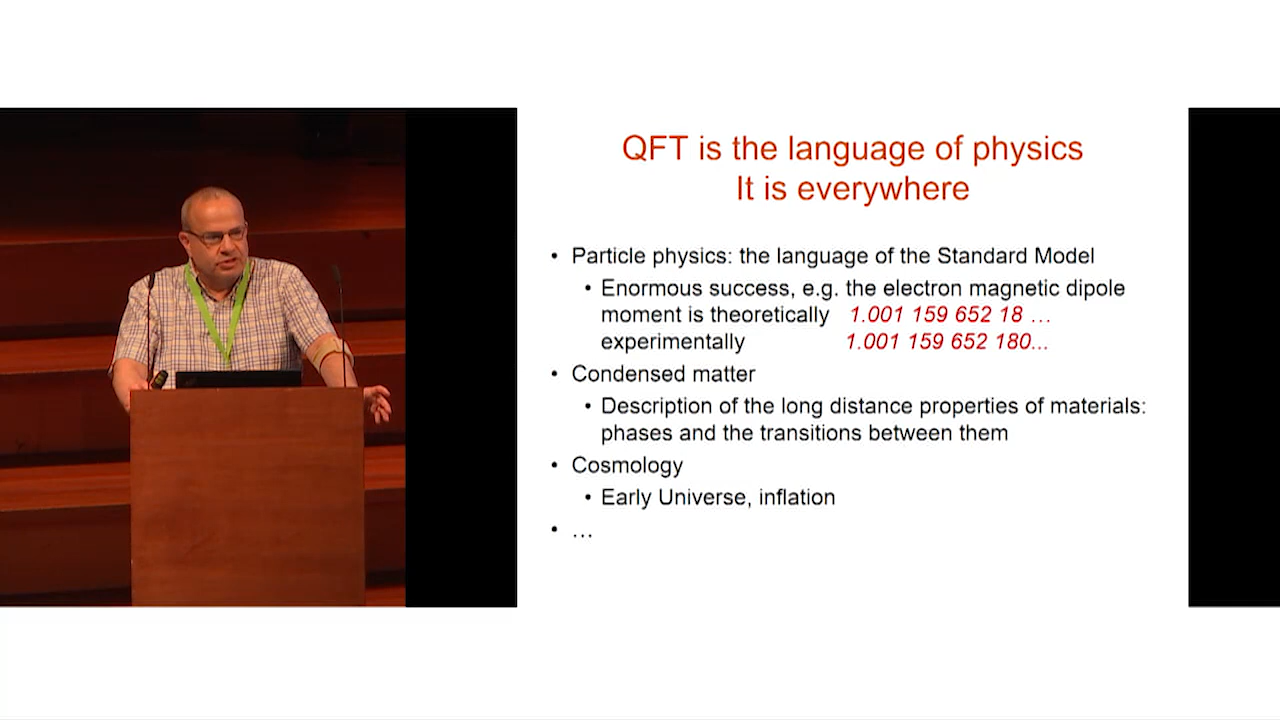 QFT is the language of physics
It is everywhere
• Particle physics: the language of the Standard Model
• Enormous success, e.g. the electron magnetic dipole
moment is theoretically 1.001 159 652 18 …
experimentally 1.001 159 652 180...
• Condensed matter
• Description of the long distance properties of materials:
phases and the transitions between them
• Cosmology
• Early Universe, inflation
• …